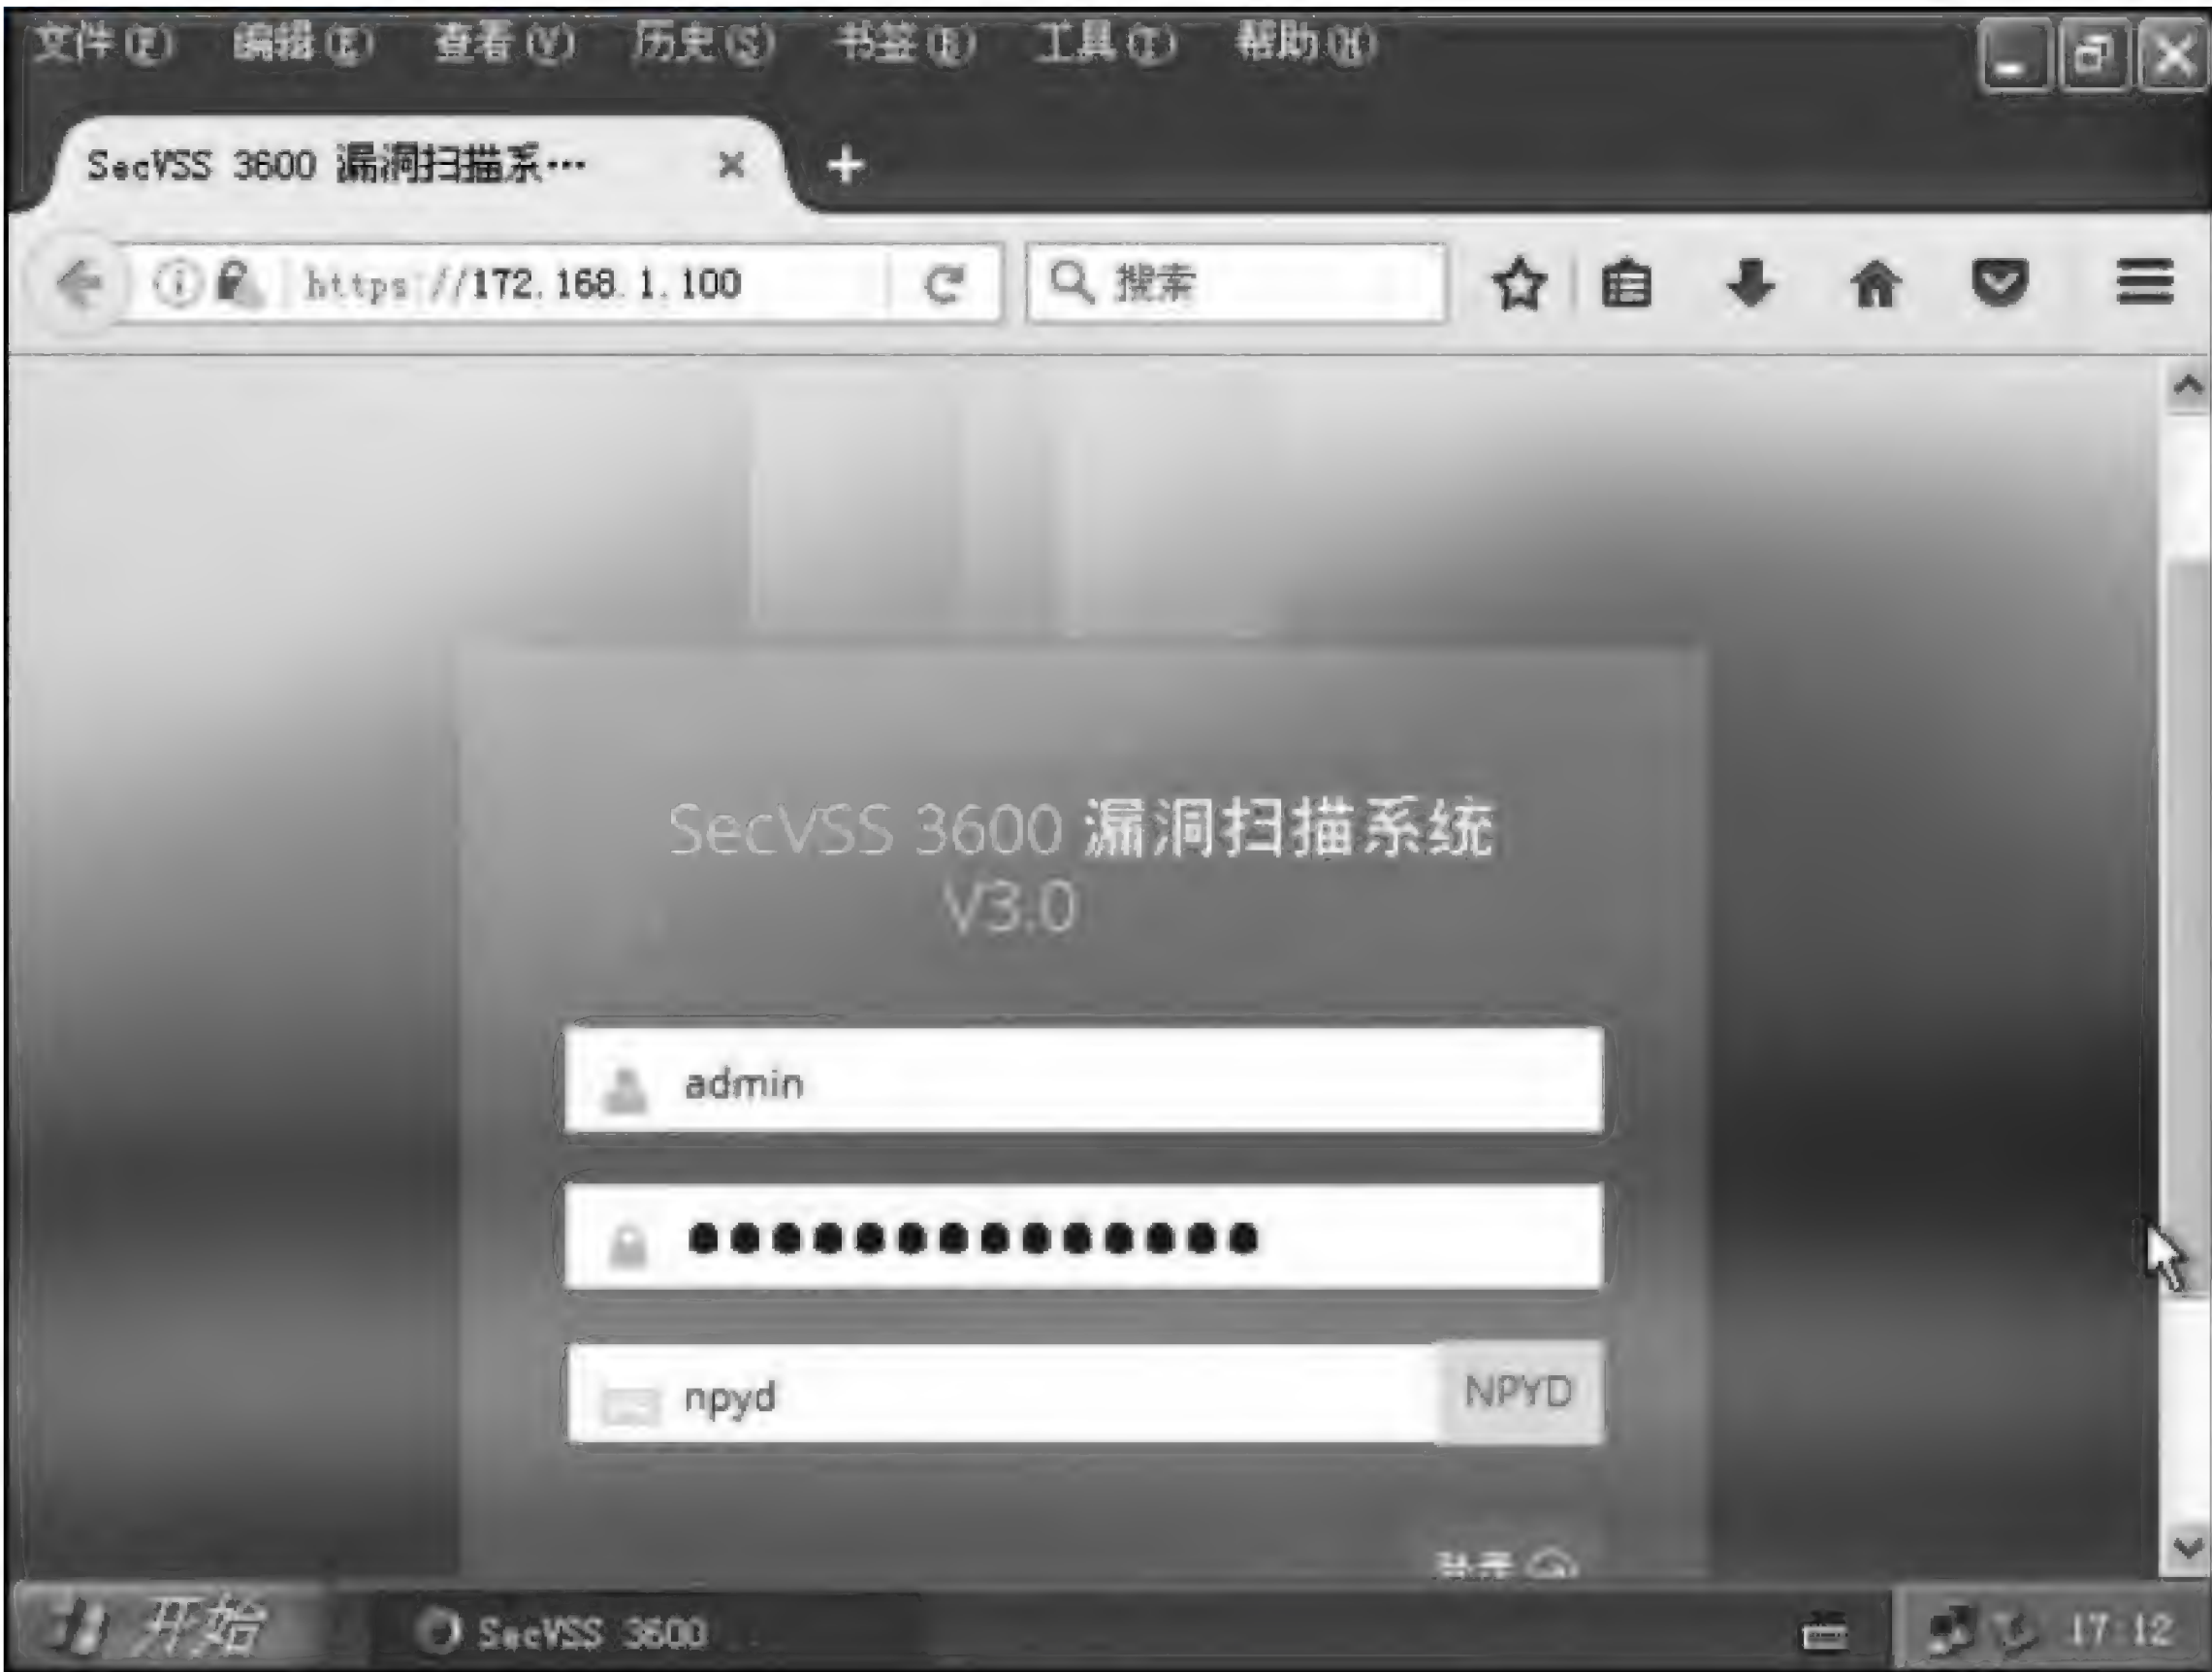 文件(F) 编辑(E) 查看(V) 历史(S) 书签(B) 工具(T) 帮助(H)
SecVSS 3600 漏洞扫描系…
https://172.168.1.100
搜索
SecVSS 3600 漏洞扫描系统
V3.0
admin
●●●●●●●●●●●●●●
npyd
NPYD
登录
开始
SecVSS 3600
17:12